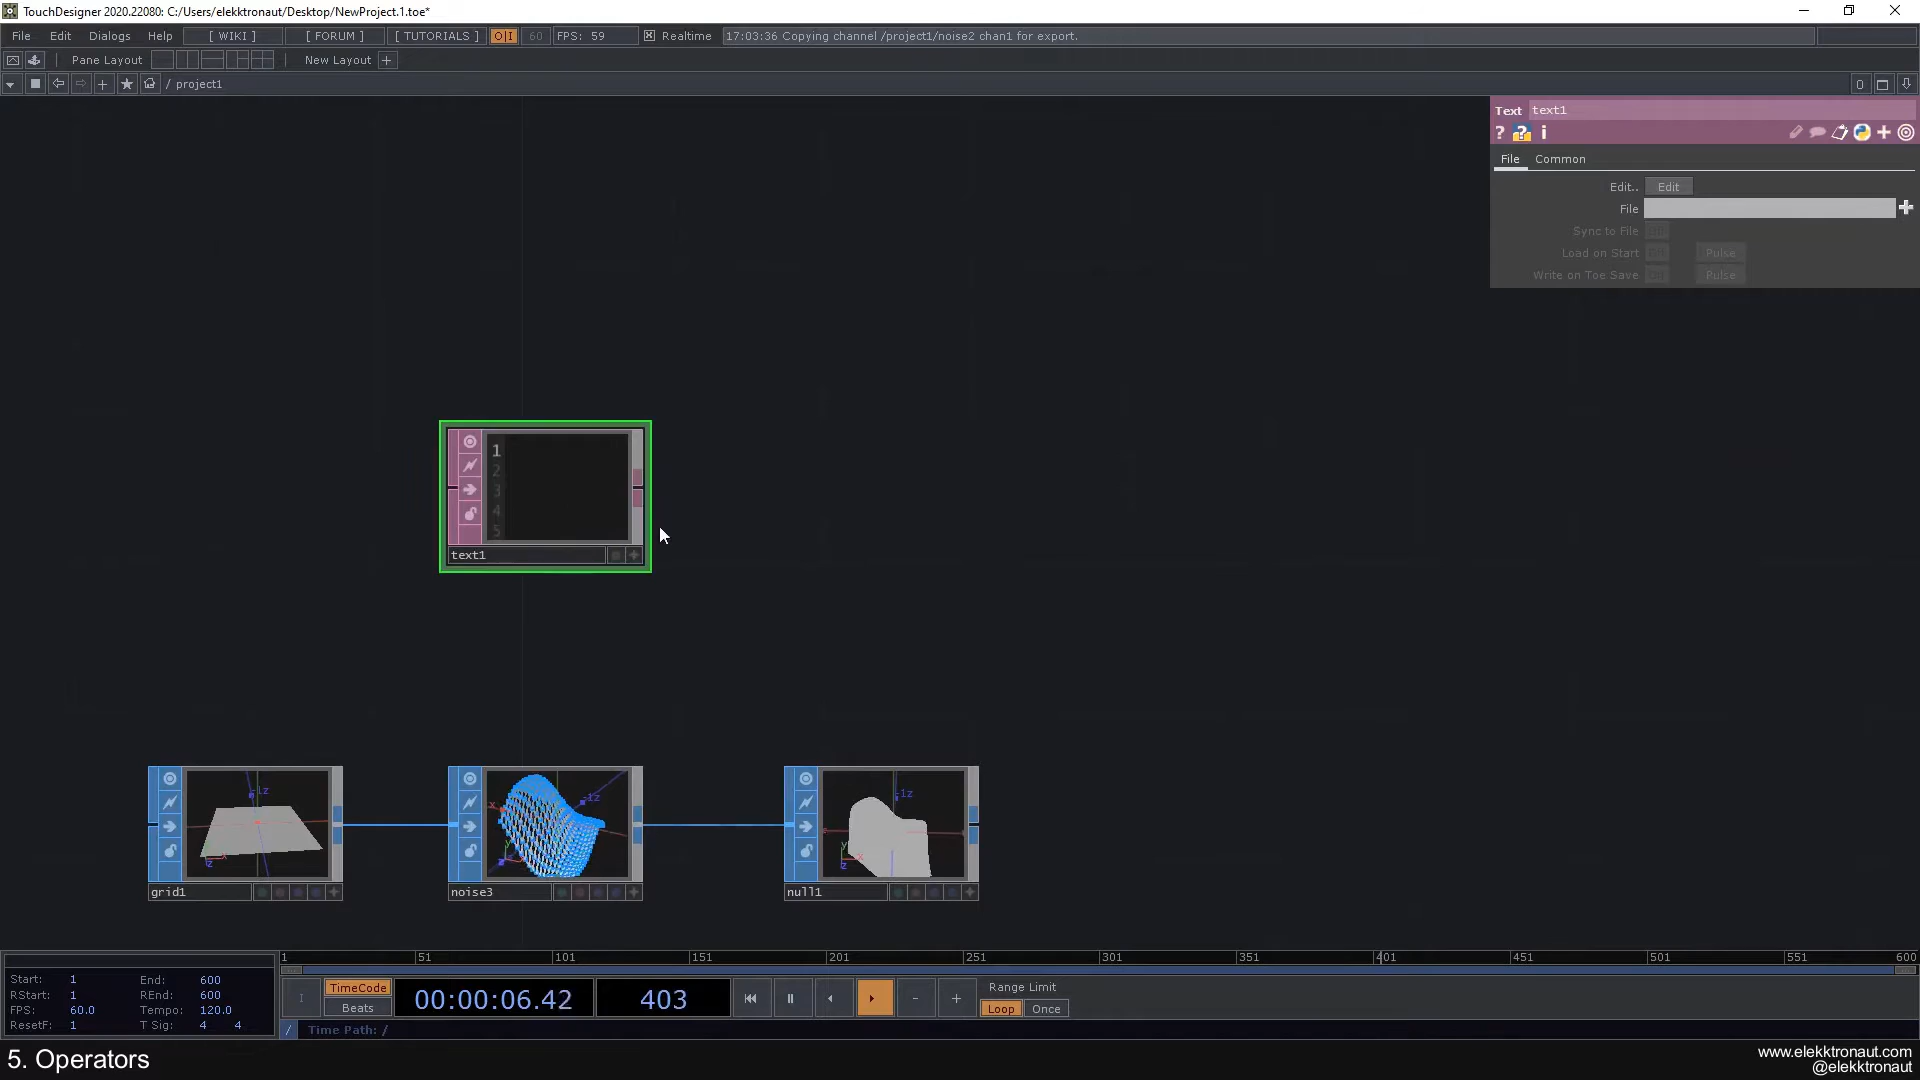 TouchDesigner 2020.22080: C:/Users/elekktronaut/Desktop/NewProject.1.toe*
File Edit Dialogs Help [ WIKI ] [ FORUM ] [ TUTORIALS ] O|I 60 FPS: 59 Realtime 17:03:36 Copying channel /project1/noise2 chan1 for export.
Pane Layout New Layout +
/ project1 0
Text text1
? ? i
File Common
Edit.. Edit
File
Sync to File
Load on Start Pulse
Write on Toe Save Pulse
1
2
3
4
5
text1
grid1 noise3 null1
1 51 101 151 201 251 301 351 401 451 501 551 600
Start: 1 End: 600
RStart: 1 REnd: 600
FPS: 60.0 Tempo: 120.0
ResetF: 1 T Sig: 4 4
TimeCode
Beats
00:00:06.42 403
Range Limit
Loop Once
/ Time Path: /
5. Operators
www.elekktronaut.com
@elekktronaut